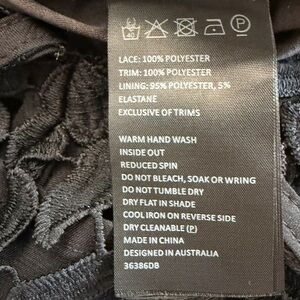 40 P
LACE: 100% POLYESTER
TRIM: 100% POLYESTER
LINING: 95% POLYESTER, 5%
ELASTANE
EXCLUSIVE OF TRIMS
WARM HAND WASH
INSIDE OUT
REDUCED SPIN
DO NOT BLEACH, SOAK OR WRING
DO NOT TUMBLE DRY
DRY FLAT IN SHADE
COOL IRON ON REVERSE SIDE
DRY CLEANABLE (P)
MADE IN CHINA
DESIGNED IN AUSTRALIA
36386DB